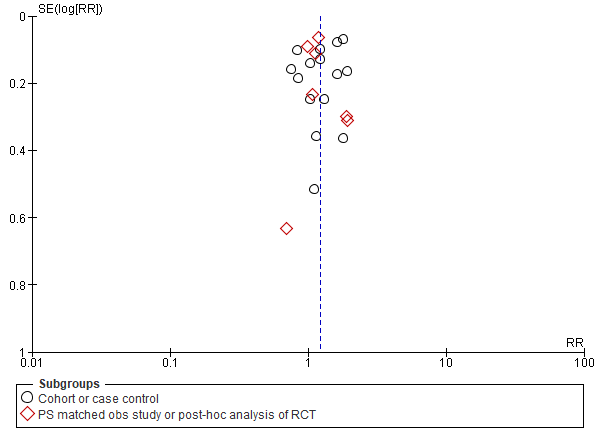 SE(log[RR])
0
0.2
0.4
0.6
0.8
1
RR
0.01 0.1 1 10 100
Subgroups
Cohort or case control
PS matched obs study or post-hoc analysis of RCT